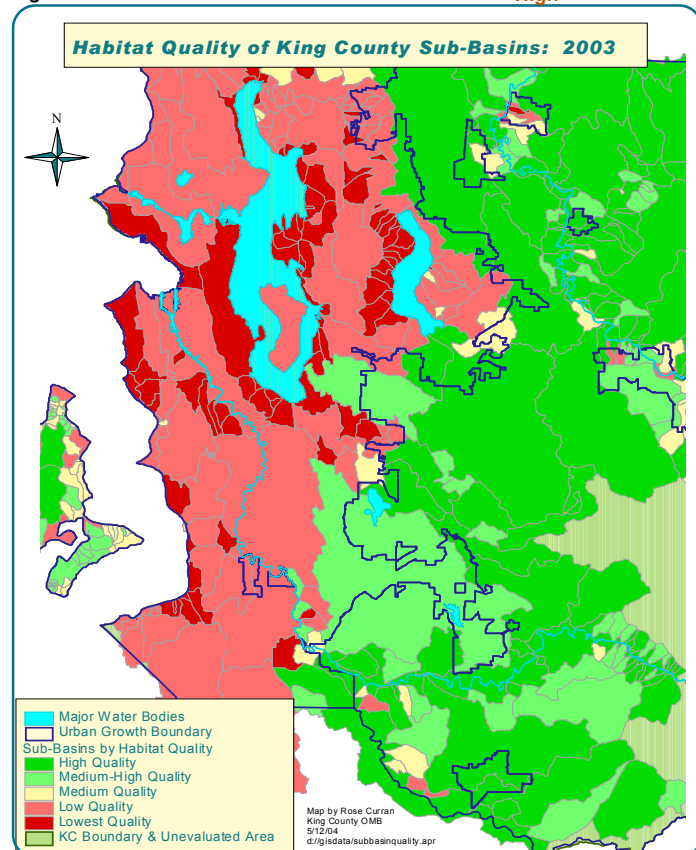 High
Habitat Quality of King County Sub-Basins: 2003
N
Major Water Bodies
Urban Growth Boundary
Sub-Basins by Habitat Quality
High Quality
Medium-High Quality
Medium Quality
Low Quality
Lowest Quality
KC Boundary & Unevaluated Area
Map by Rose Curran
King County OMB
5/12/04
d://gisdata/subbasinquality.apr